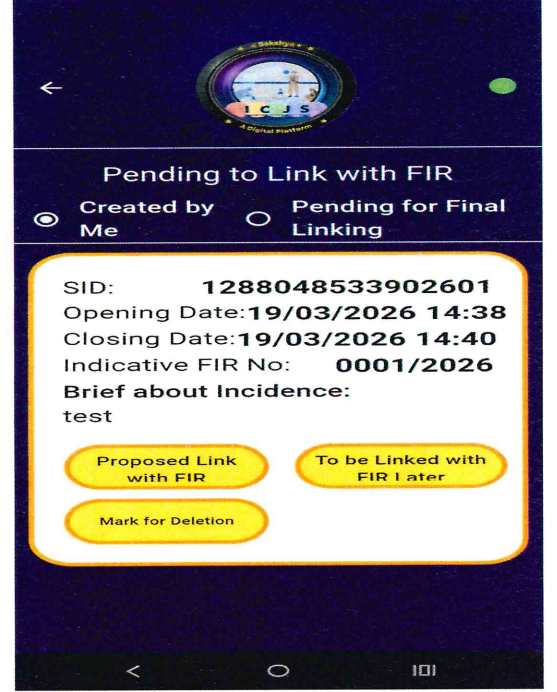 e Sakshya
I C J S
A Digital Platform
Pending to Link with FIR
Created by Me
Pending for Final Linking
SID: 1288048533902601
Opening Date:19/03/2026 14:38
Closing Date:19/03/2026 14:40
Indicative FIR No: 0001/2026
Brief about Incidence:
test
Proposed Link
with FIR
To be Linked with
FIR Later
Mark for Deletion